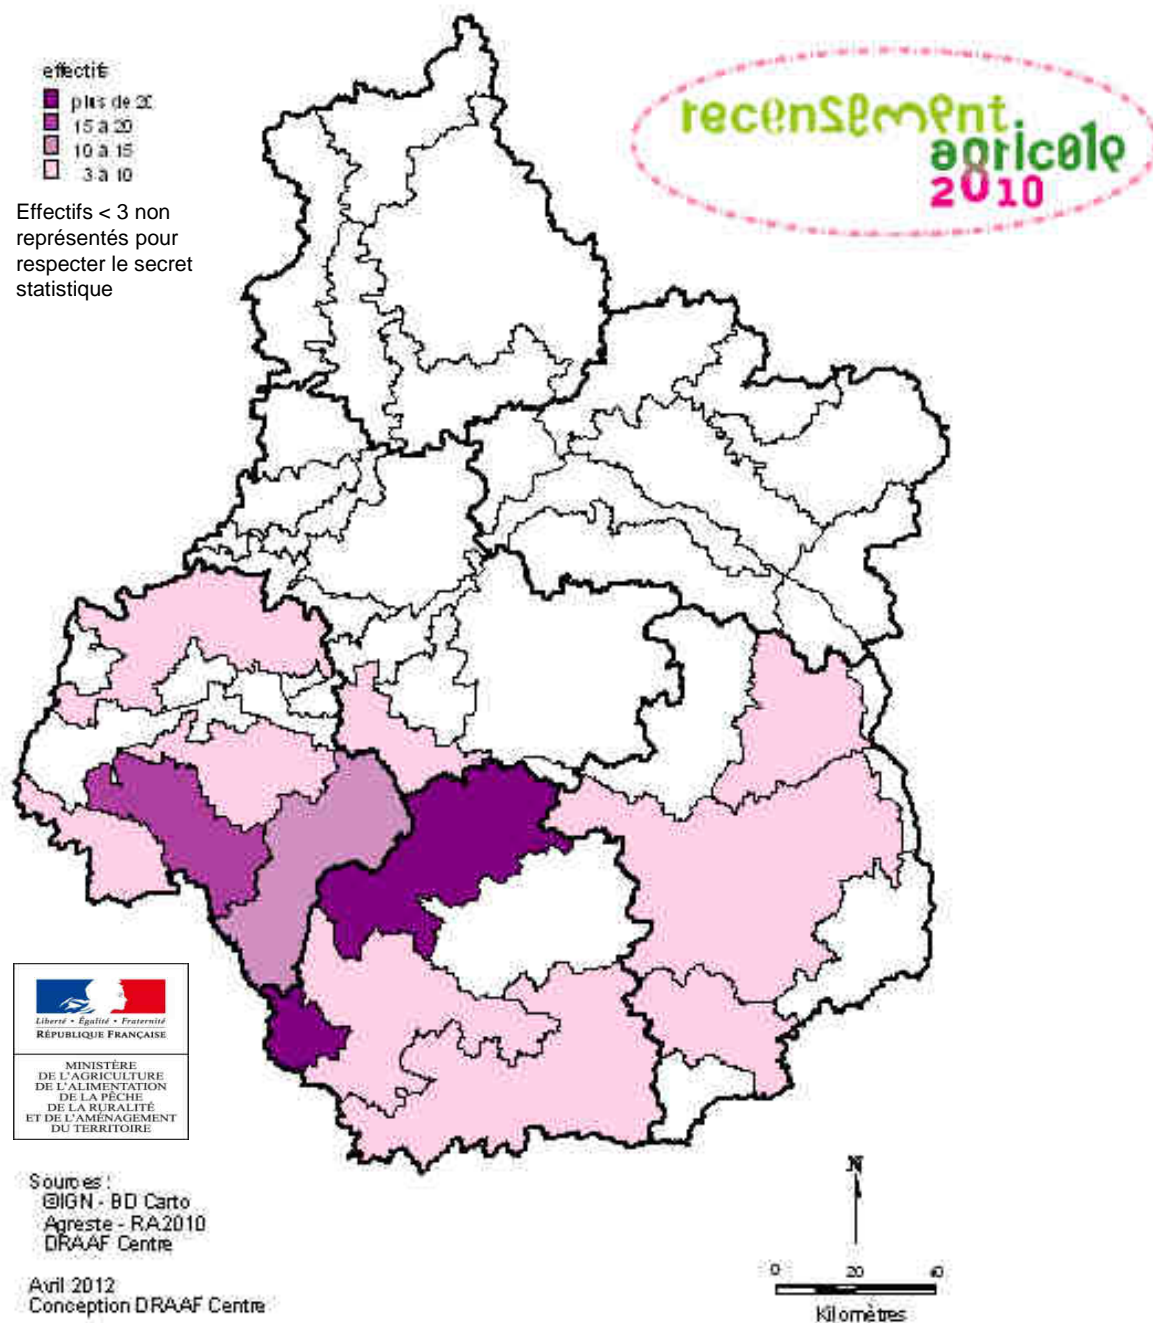 effectifs
plus de 20
15 à 20
10 à 15
3 à 10
Effectifs < 3 non
représentés pour
respecter le secret
statistique
recensement
agricole
2010
Liberté • Égalité • Fraternité
RÉPUBLIQUE FRANÇAISE
MINISTÈRE
DE L'AGRICULTURE
DE L'ALIMENTATION
DE LA PÊCHE
DE LA RURALITÉ
ET DE L'AMÉNAGEMENT
DU TERRITOIRE
Sources :
©IGN - BD Carto
Agreste - RA2010
DRAAF Centre
Avril 2012
Conception DRAAF Centre
N
0 20 40
Kilomètres